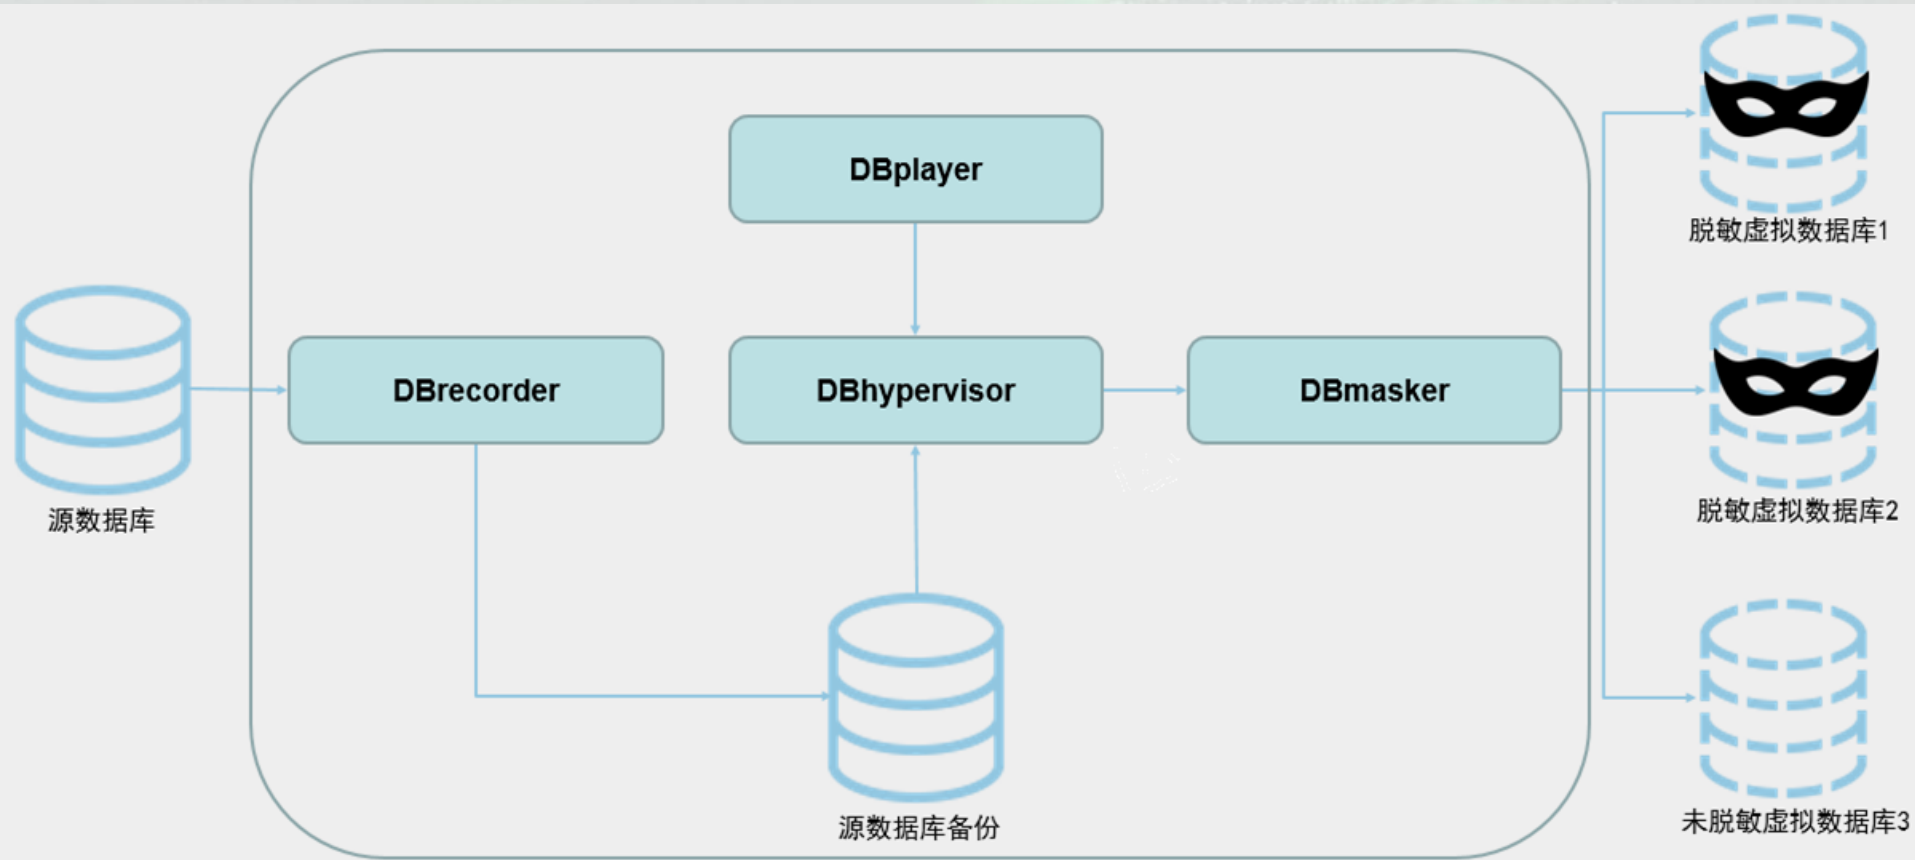 DBplayer
脱敏虚拟数据库1
DBrecorder
DBhypervisor
DBmasker
源数据库
脱敏虚拟数据库2
源数据库备份
未脱敏虚拟数据库3